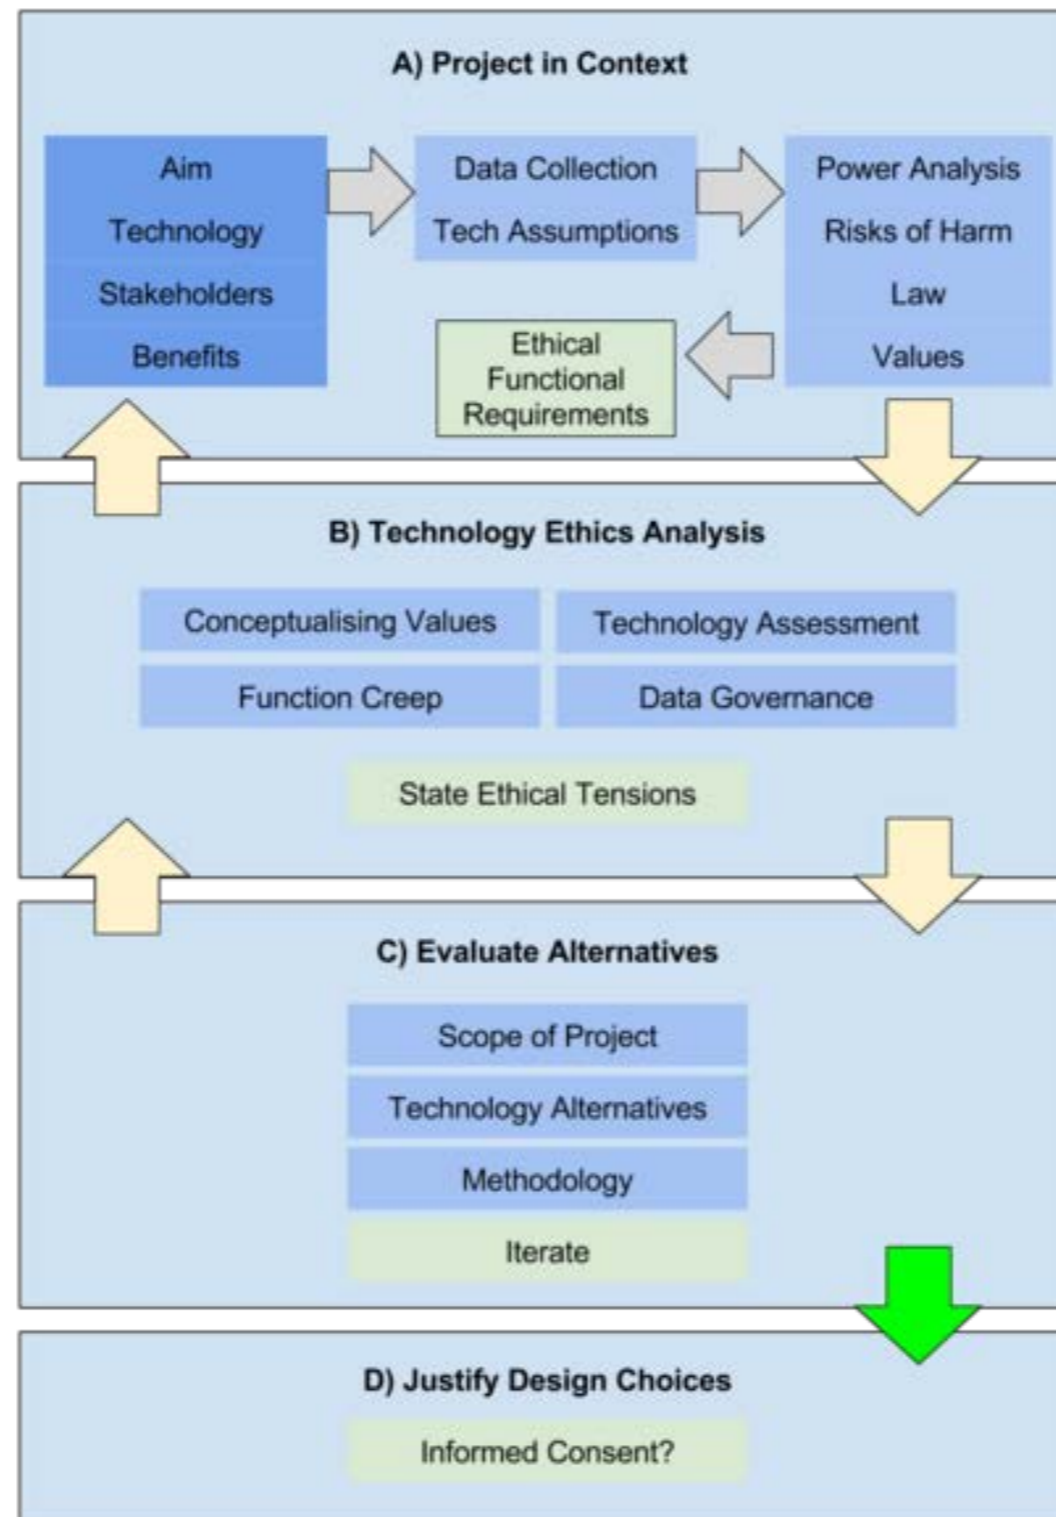 A) Project in Context
Aim
Technology
Stakeholders
Benefits
Data Collection
Tech Assumptions
Power Analysis
Risks of Harm
Law
Values
Ethical
Functional
Requirements
B) Technology Ethics Analysis
Conceptualising Values
Technology Assessment
Function Creep
Data Governance
State Ethical Tensions
C) Evaluate Alternatives
Scope of Project
Technology Alternatives
Methodology
Iterate
D) Justify Design Choices
Informed Consent?